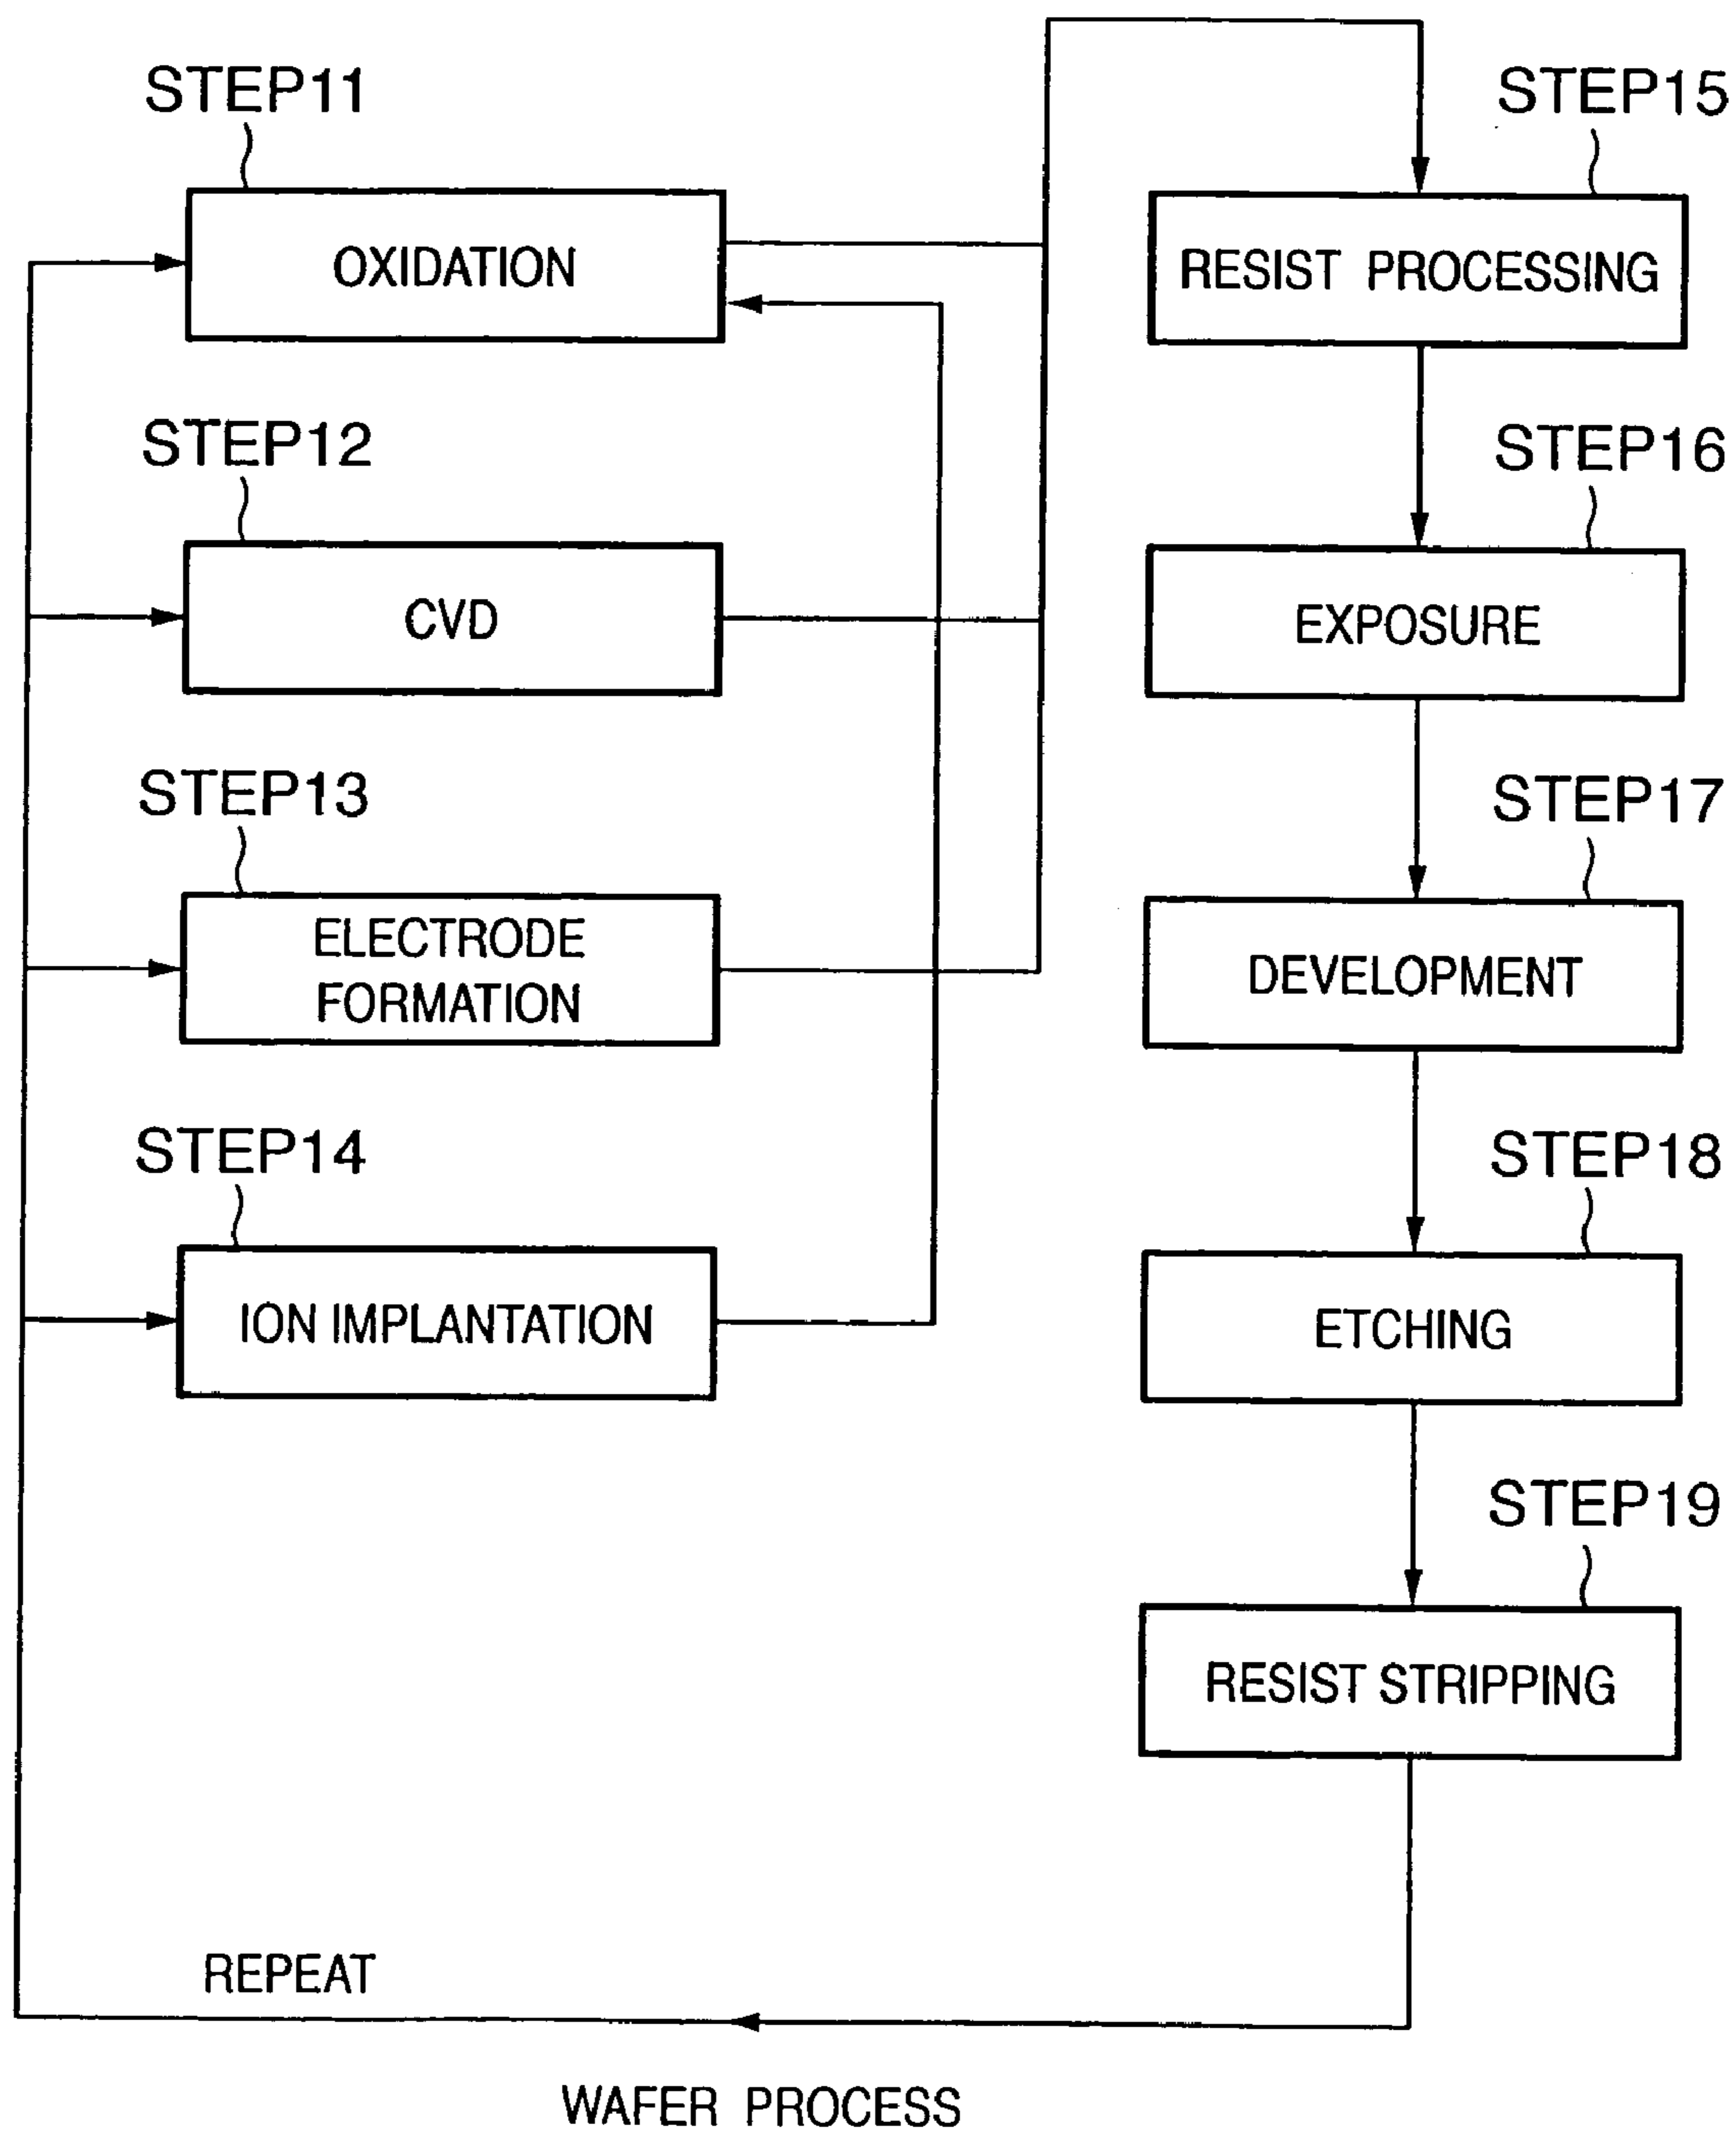 STEP11
OXIDATION
STEP12
CVD
STEP13
ELECTRODE
FORMATION
STEP14
ION IMPLANTATION
STEP15
RESIST PROCESSING
STEP16
EXPOSURE
STEP17
DEVELOPMENT
STEP18
ETCHING
STEP19
RESIST STRIPPING
REPEAT
WAFER PROCESS